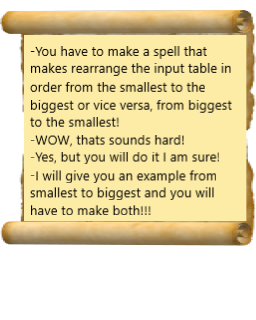 -You have to make a spell that
makes rearrange the input table in
order from the smallest to the
biggest or vice versa, from biggest
to the smallest!
-WOW, thats sounds hard!
-Yes, but you will do it I am sure!
-I will give you an example from
smallest to biggest and you will
have to make both!!!